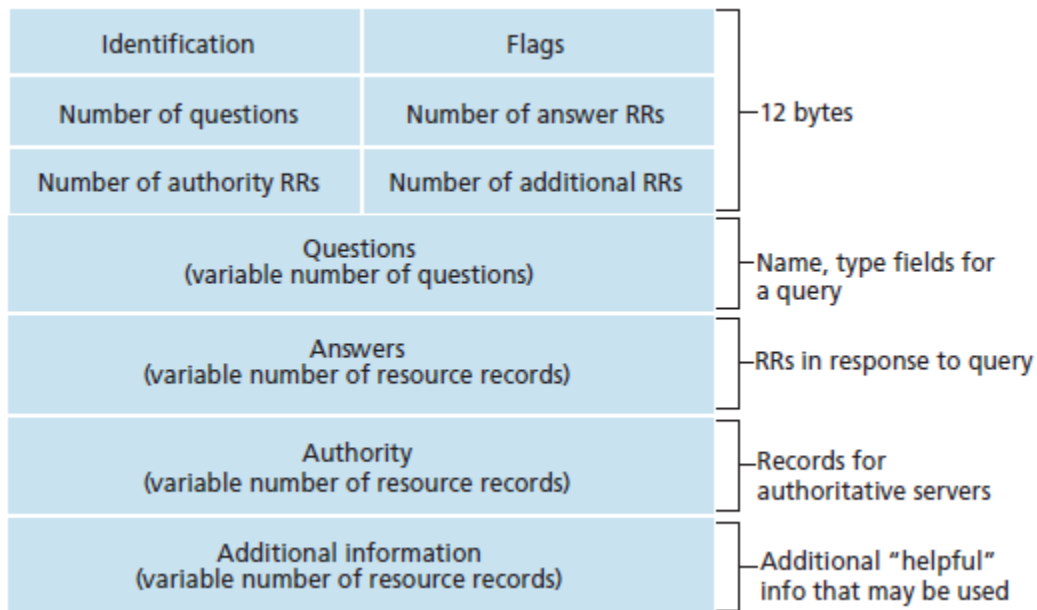 Identification
Flags
Number of questions
Number of answer RRs
12 bytes
Number of authority RRs
Number of additional RRs
Questions
(variable number of questions)
Name, type fields for
a query
Answers
(variable number of resource records)
RRs in response to query
Authority
(variable number of resource records)
Records for
authoritative servers
Additional information
(variable number of resource records)
Additional “helpful”
info that may be used